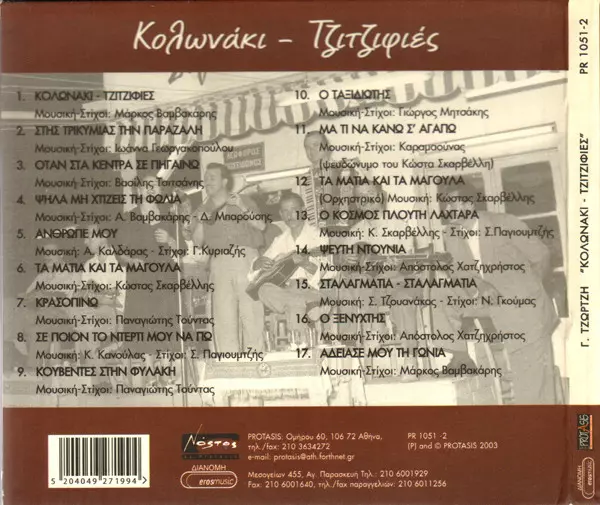 Κολωνάκι – Τζιτζιφιές
1. ΚΟΛΩΝΑΚΙ - ΤΖΙΤΖΙΦΙΕΣ
Μουσική-Στίχοι: Μάρκος Βαμβακάρης
2. ΣΤΗΣ ΤΡΙΚΥΜΙΑΣ ΤΗΝ ΠΑΡΑΖΑΛΗ
Μουσική-Στίχοι: Ιωάννα Γεωργακοπούλου
3. ΟΤΑΝ ΣΤΑ ΚΕΝΤΡΑ ΣΕ ΠΗΓΑΙΝΩ
Μουσική-Στίχοι: Βασίλης Τσιτσάνης
4. ΨΗΛΑ ΜΗ ΧΤΙΖΕΙΣ ΤΗ ΦΩΛΙΑ
Μουσική-Στίχοι: Α. Βαμβακάρης - Δ. Μπαρούσης
5. ΑΝΘΡΩΠΕ ΜΟΥ
Μουσική: Α. Καλδάρας - Στίχοι: Γ.Κυριαζής
6. ΤΑ ΜΑΤΙΑ ΚΑΙ ΤΑ ΜΑΓΟΥΛΑ
Μουσική-Στίχοι: Κώστας Σκαρβέλης
7. ΚΡΑΣΟΠΙΝΩ
Μουσική-Στίχοι: Παναγιώτης Τούντας
8. ΣΕ ΠΟΙΟΝ ΤΟ ΝΤΕΡΤΙ ΜΟΥ ΝΑ ΠΩ
Μουσική: Κ. Κανούλας - Στίχοι: Σ. Παγιουμτζής
9. ΚΟΥΒΕΝΤΕΣ ΣΤΗΝ ΦΥΛΑΚΗ
Μουσική-Στίχοι: Παναγιώτης Τούντας
10. Ο ΤΑΞΙΔΙΩΤΗΣ
Μουσική-Στίχοι: Γιώργος Μητσάκης
11. ΜΑ ΤΙ ΝΑ ΚΑΝΩ Σ' ΑΓΑΠΩ
Μουσική-Στίχοι: Καραμαούνας
(ψευδώνυμο του Κώστα Σκαρβέλλη)
12. ΤΑ ΜΑΤΙΑ ΚΑΙ ΤΑ ΜΑΓΟΥΛΑ
(Ορχηστρικό) Μουσική: Κώστας Σκαρβέλης
13. Ο ΚΟΣΜΟΣ ΠΛΟΥΤΗ ΛΑΧΤΑΡΑ
Μουσική: Κ. Σκαρβέλλης - Στίχοι: Σ.Παγιουμτζής
14. ΨΕΥΤΗ ΝΤΟΥΝΙΑ
Μουσική-Στίχοι: Απόστολος Χατζηχρήστος
15. ΣΤΑΛΑΓΜΑΤΙΑ - ΣΤΑΛΑΓΜΑΤΙΑ
Μουσική: Σ. Τζουανάκος - Στίχοι: Ν. Γκούμας
16. Ο ΞΕΝΥΧΤΗΣ
Μουσική-Στίχοι: Απόστολος Χατζηχρήστος
17. ΑΔΕΙΑΣΕ ΜΟΥ ΤΗ ΓΩΝΙΑ
Μουσική-Στίχοι: Μάρκος Βαμβακάρης
5 204049 271994
Νόστος
ΔΙΑΝΟΜΗ
erosmusic
PROTASIS: Ομήρου 60, 106 72 Αθήνα,
τηλ./fax: 210 3634272
e-mail: protasis@ath.forthnet.gr
Μεσογείων 455, Αγ. Παρασκευή Τηλ.: 210 6001929
Fax: 210 6001640, τηλ./fax παραγγελιών: 210 6011256
PR 1051 -2
(P) and © PROTASIS 2003
PR 1051-2
Γ. ΤΖΩΡΤΖΗ "ΚΟΛΩΝΑΚΙ - ΤΖΙΤΖΙΦΙΕΣ"
PROTASIS
ΔΙΑΝΟΜΗ
erosmusic